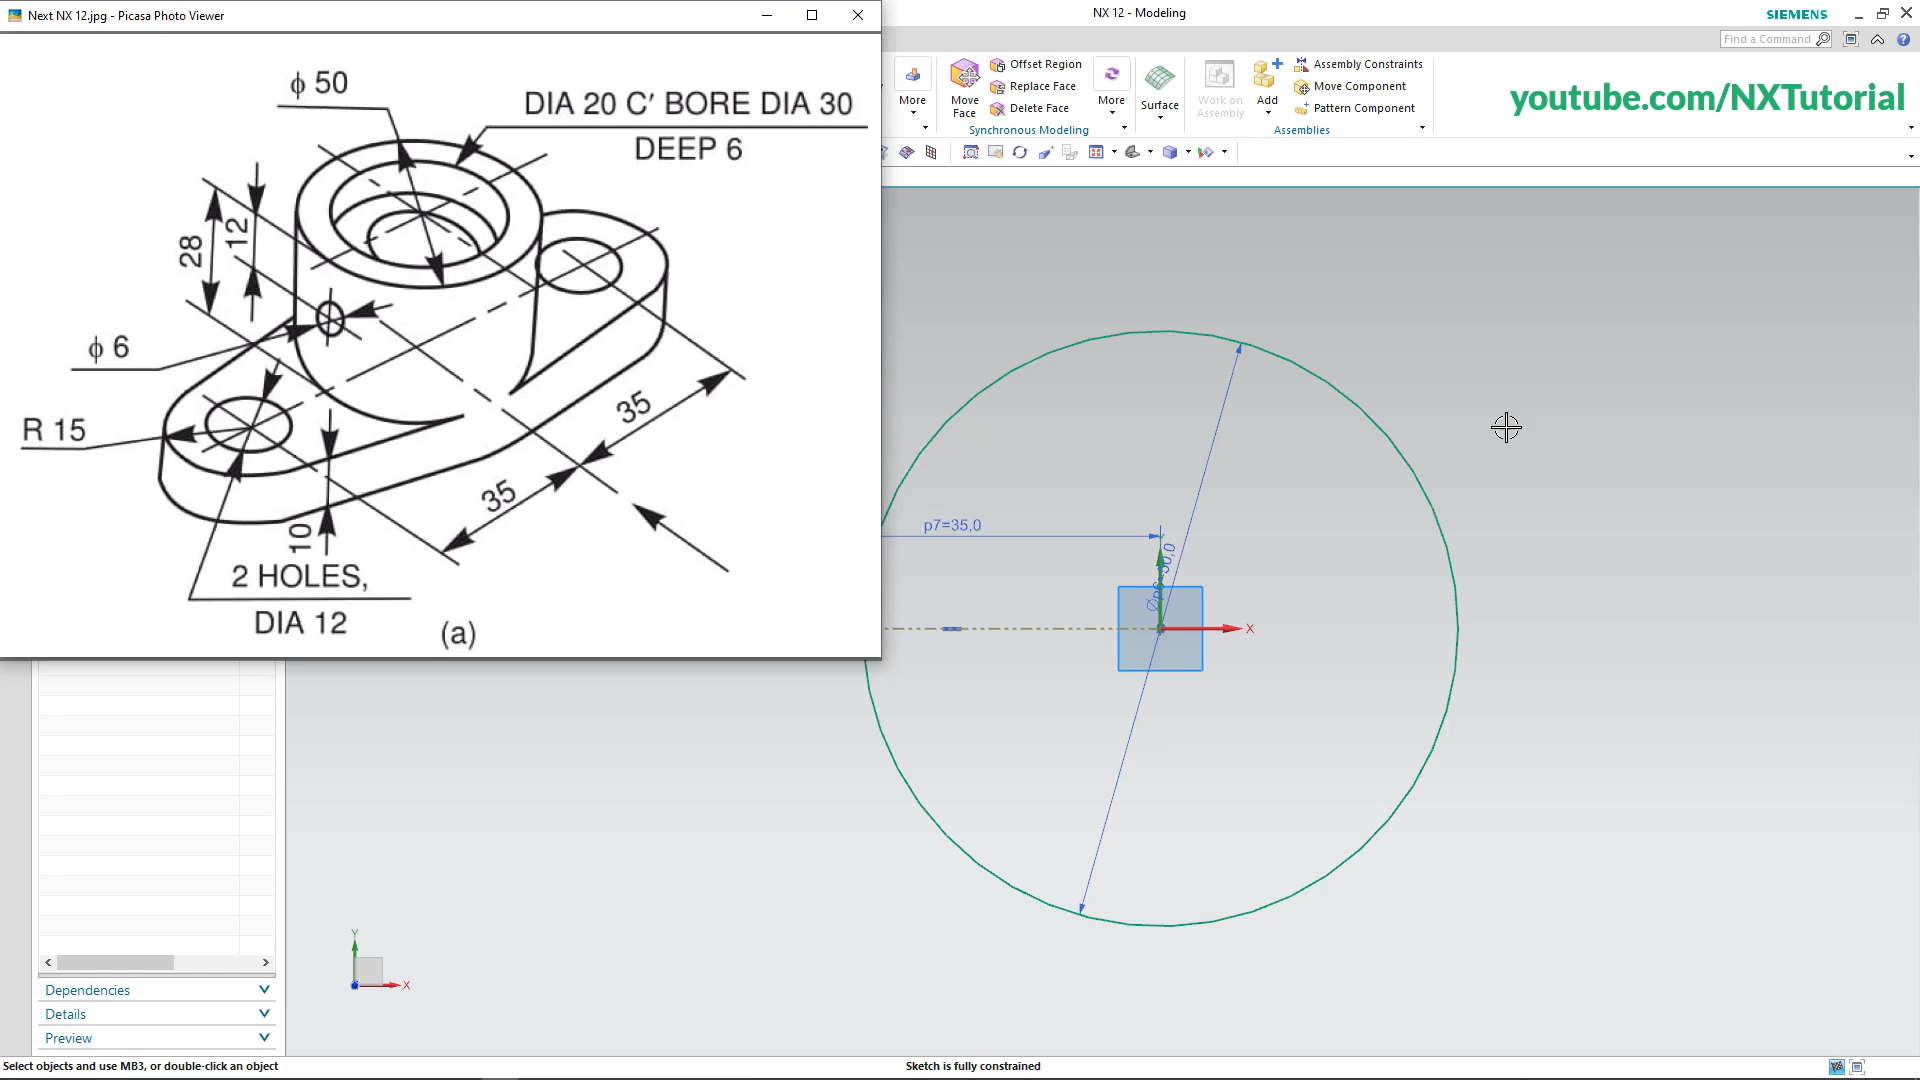 Next NX 12.jpg - Picasa Photo Viewer
NX 12 - Modeling
SIEMENS
Find a Command
More
Move Face
Offset Region
Replace Face
Delete Face
More
Surface
Work on Assembly
Add
Assembly Constraints
Move Component
Pattern Component
Synchronous Modeling
Assemblies
youtube.com/NXTutorial
ϕ 50
DIA 20 C' BORE DIA 30
DEEP 6
28
12
ϕ 6
R 15
35
35
10
2 HOLES,
DIA 12
(a)
p7=35,0
Øp6=50,0
X
Y
X
Dependencies
Details
Preview
Select objects and use MB3, or double-click an object
Sketch is fully constrained